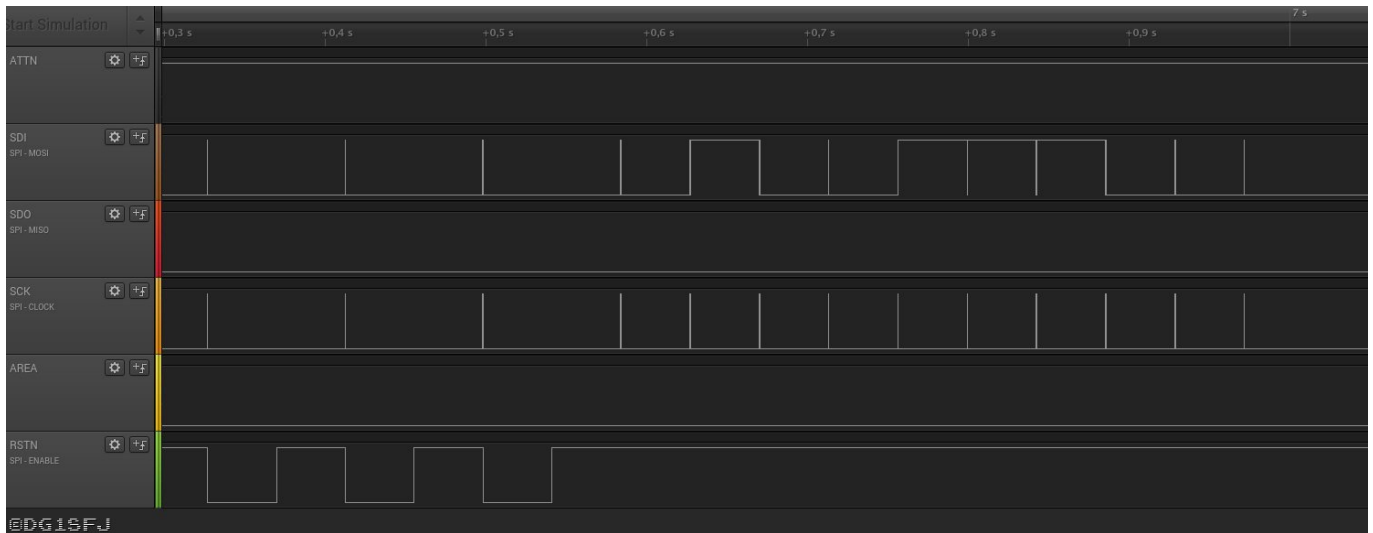 7 s
Start Simulation
+0,3 s +0,4 s +0,5 s +0,6 s +0,7 s +0,8 s +0,9 s
ATTN
SDI
SPI - MOSI
SDO
SPI - MISO
SCK
SPI - CLOCK
AREA
RSTN
SPI - ENABLE
©DG1SFJ